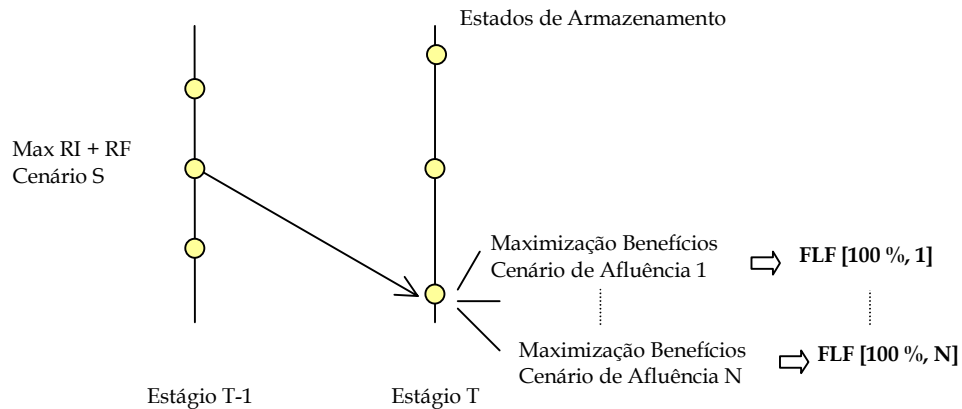 Estados de Armazenamento
Max RI + RF
Cenário S
Maximização Benefícios
Cenário de Afluência 1
FLF [100 %, 1]
Maximização Benefícios
Cenário de Afluência N
FLF [100 %, N]
Estágio T-1
Estágio T